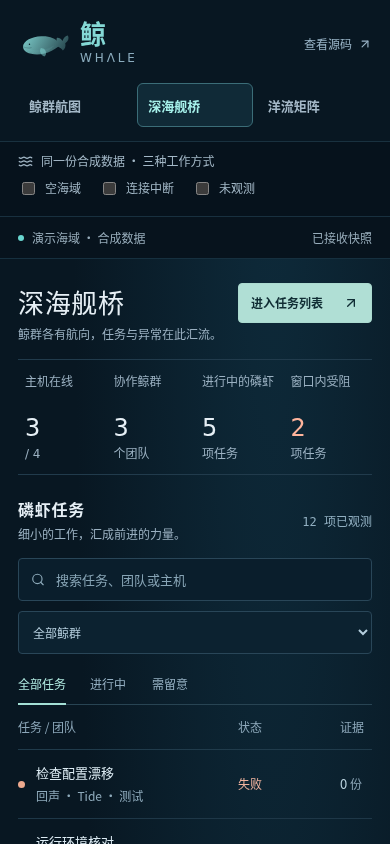 鲸
WHΛLE
查看源码
鲸群航图
深海舰桥
洋流矩阵
同一份合成数据 · 三种工作方式
空海域
连接中断
未观测
演示海域 · 合成数据
已接收快照
深海舰桥
进入任务列表
鲸群各有航向，任务与异常在此汇流。
主机在线
协作鲸群
进行中的磷虾
窗口内受阻
3
3
5
2
/ 4
个团队
项任务
项任务
磷虾任务
12 项已观测
细小的工作，汇成前进的力量。
搜索任务、团队或主机
全部鲸群
全部任务
进行中
需留意
任务 / 团队
状态
证据
检查配置漂移
失败
0 份
回声 · Tide · 测试
运行环境核对